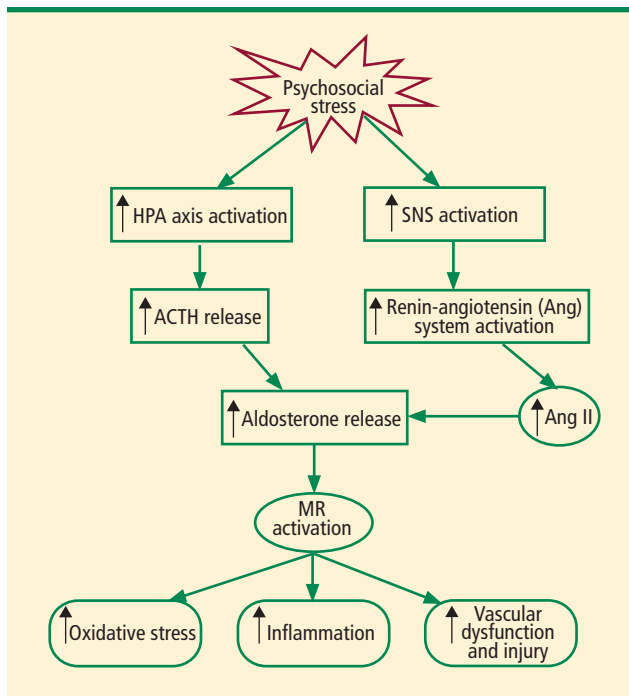 Psychosocial
stress
HPA axis activation
SNS activation
ACTH release
Renin-angiotensin (Ang)
system activation
Aldosterone release
Ang II
MR
activation
Oxidative stress
Inflammation
Vascular
dysfunction
and injury